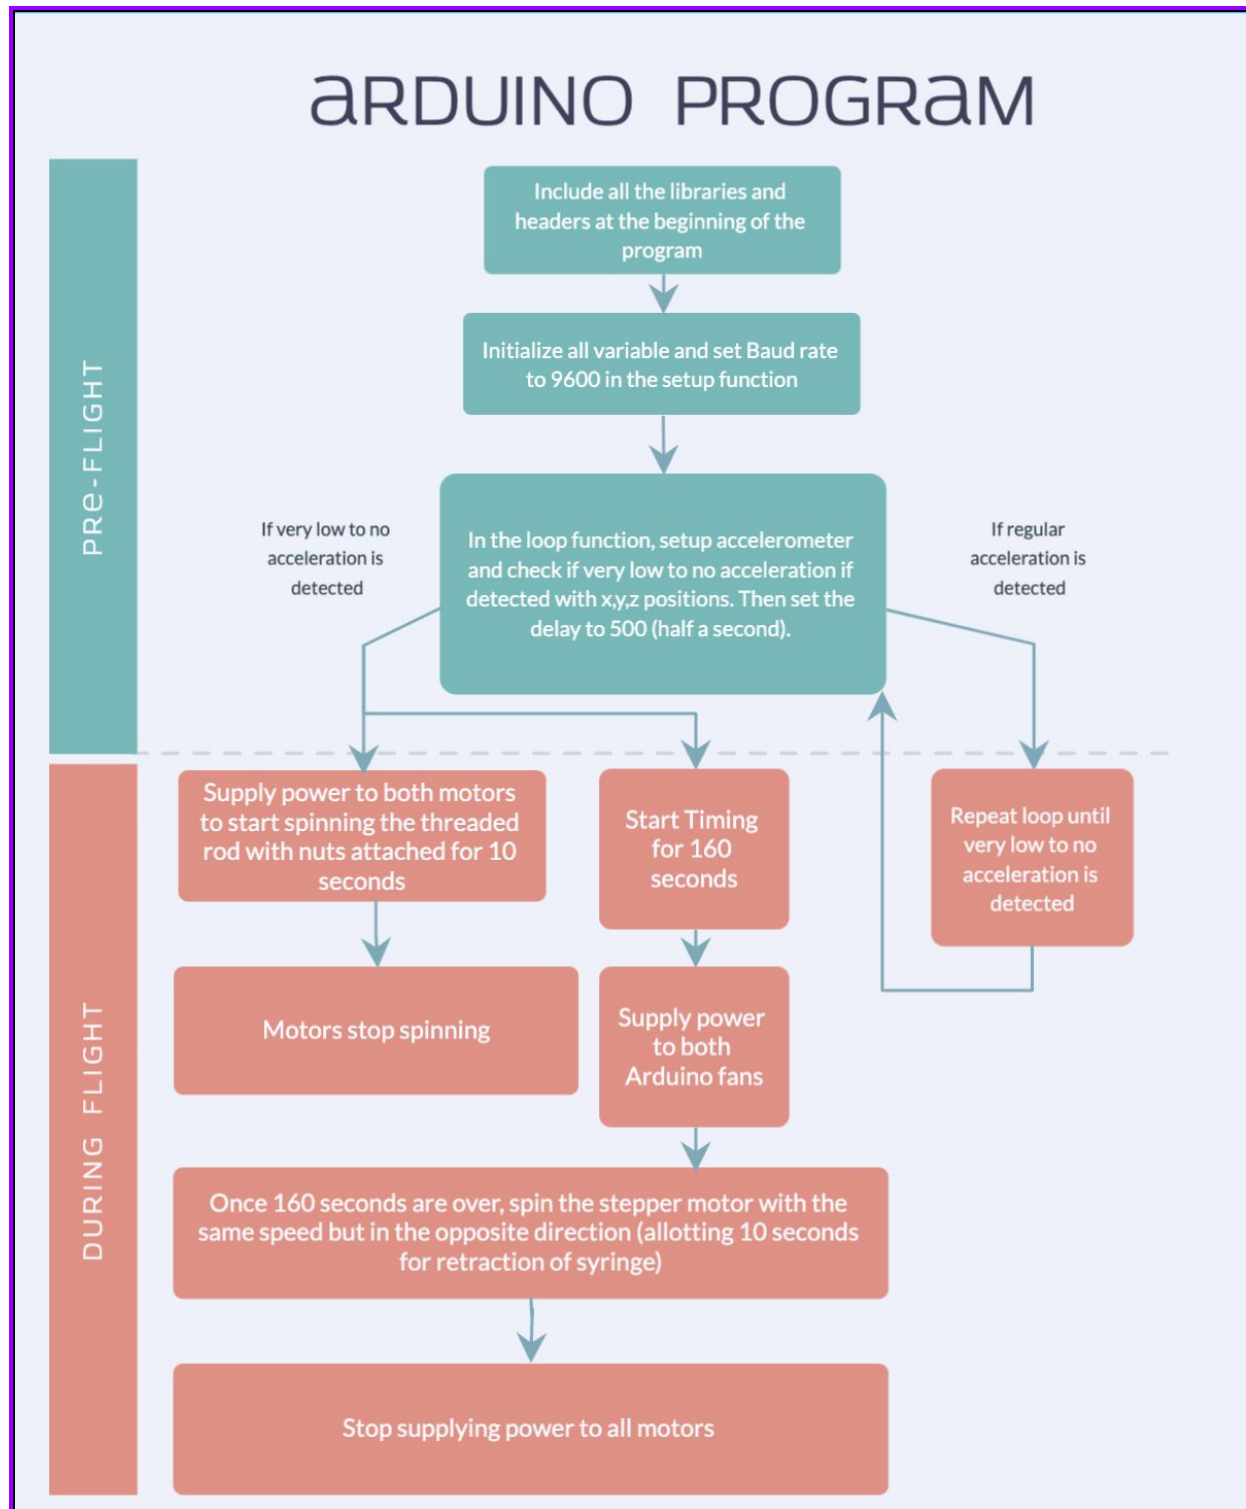 aRDUINO PROGRaM
PRe-FLIGHT
Include all the libraries and
headers at the beginning of the
program
Initialize all variable and set Baud rate
to 9600 in the setup function
If very low to no
acceleration is
detected
In the loop function, setup accelerometer
and check if very low to no acceleration if
detected with x,y,z positions. Then set the
delay to 500 (half a second).
If regular
acceleration is
detected
DURING FLIGHT
Supply power to both motors
to start spinning the threaded
rod with nuts attached for 10
seconds
Start Timing
for 160
seconds
Repeat loop until
very low to no
acceleration is
detected
Motors stop spinning
Supply power
to both
Arduino fans
Once 160 seconds are over, spin the stepper motor with the
same speed but in the opposite direction (allotting 10 seconds
for retraction of syringe)
Stop supplying power to all motors